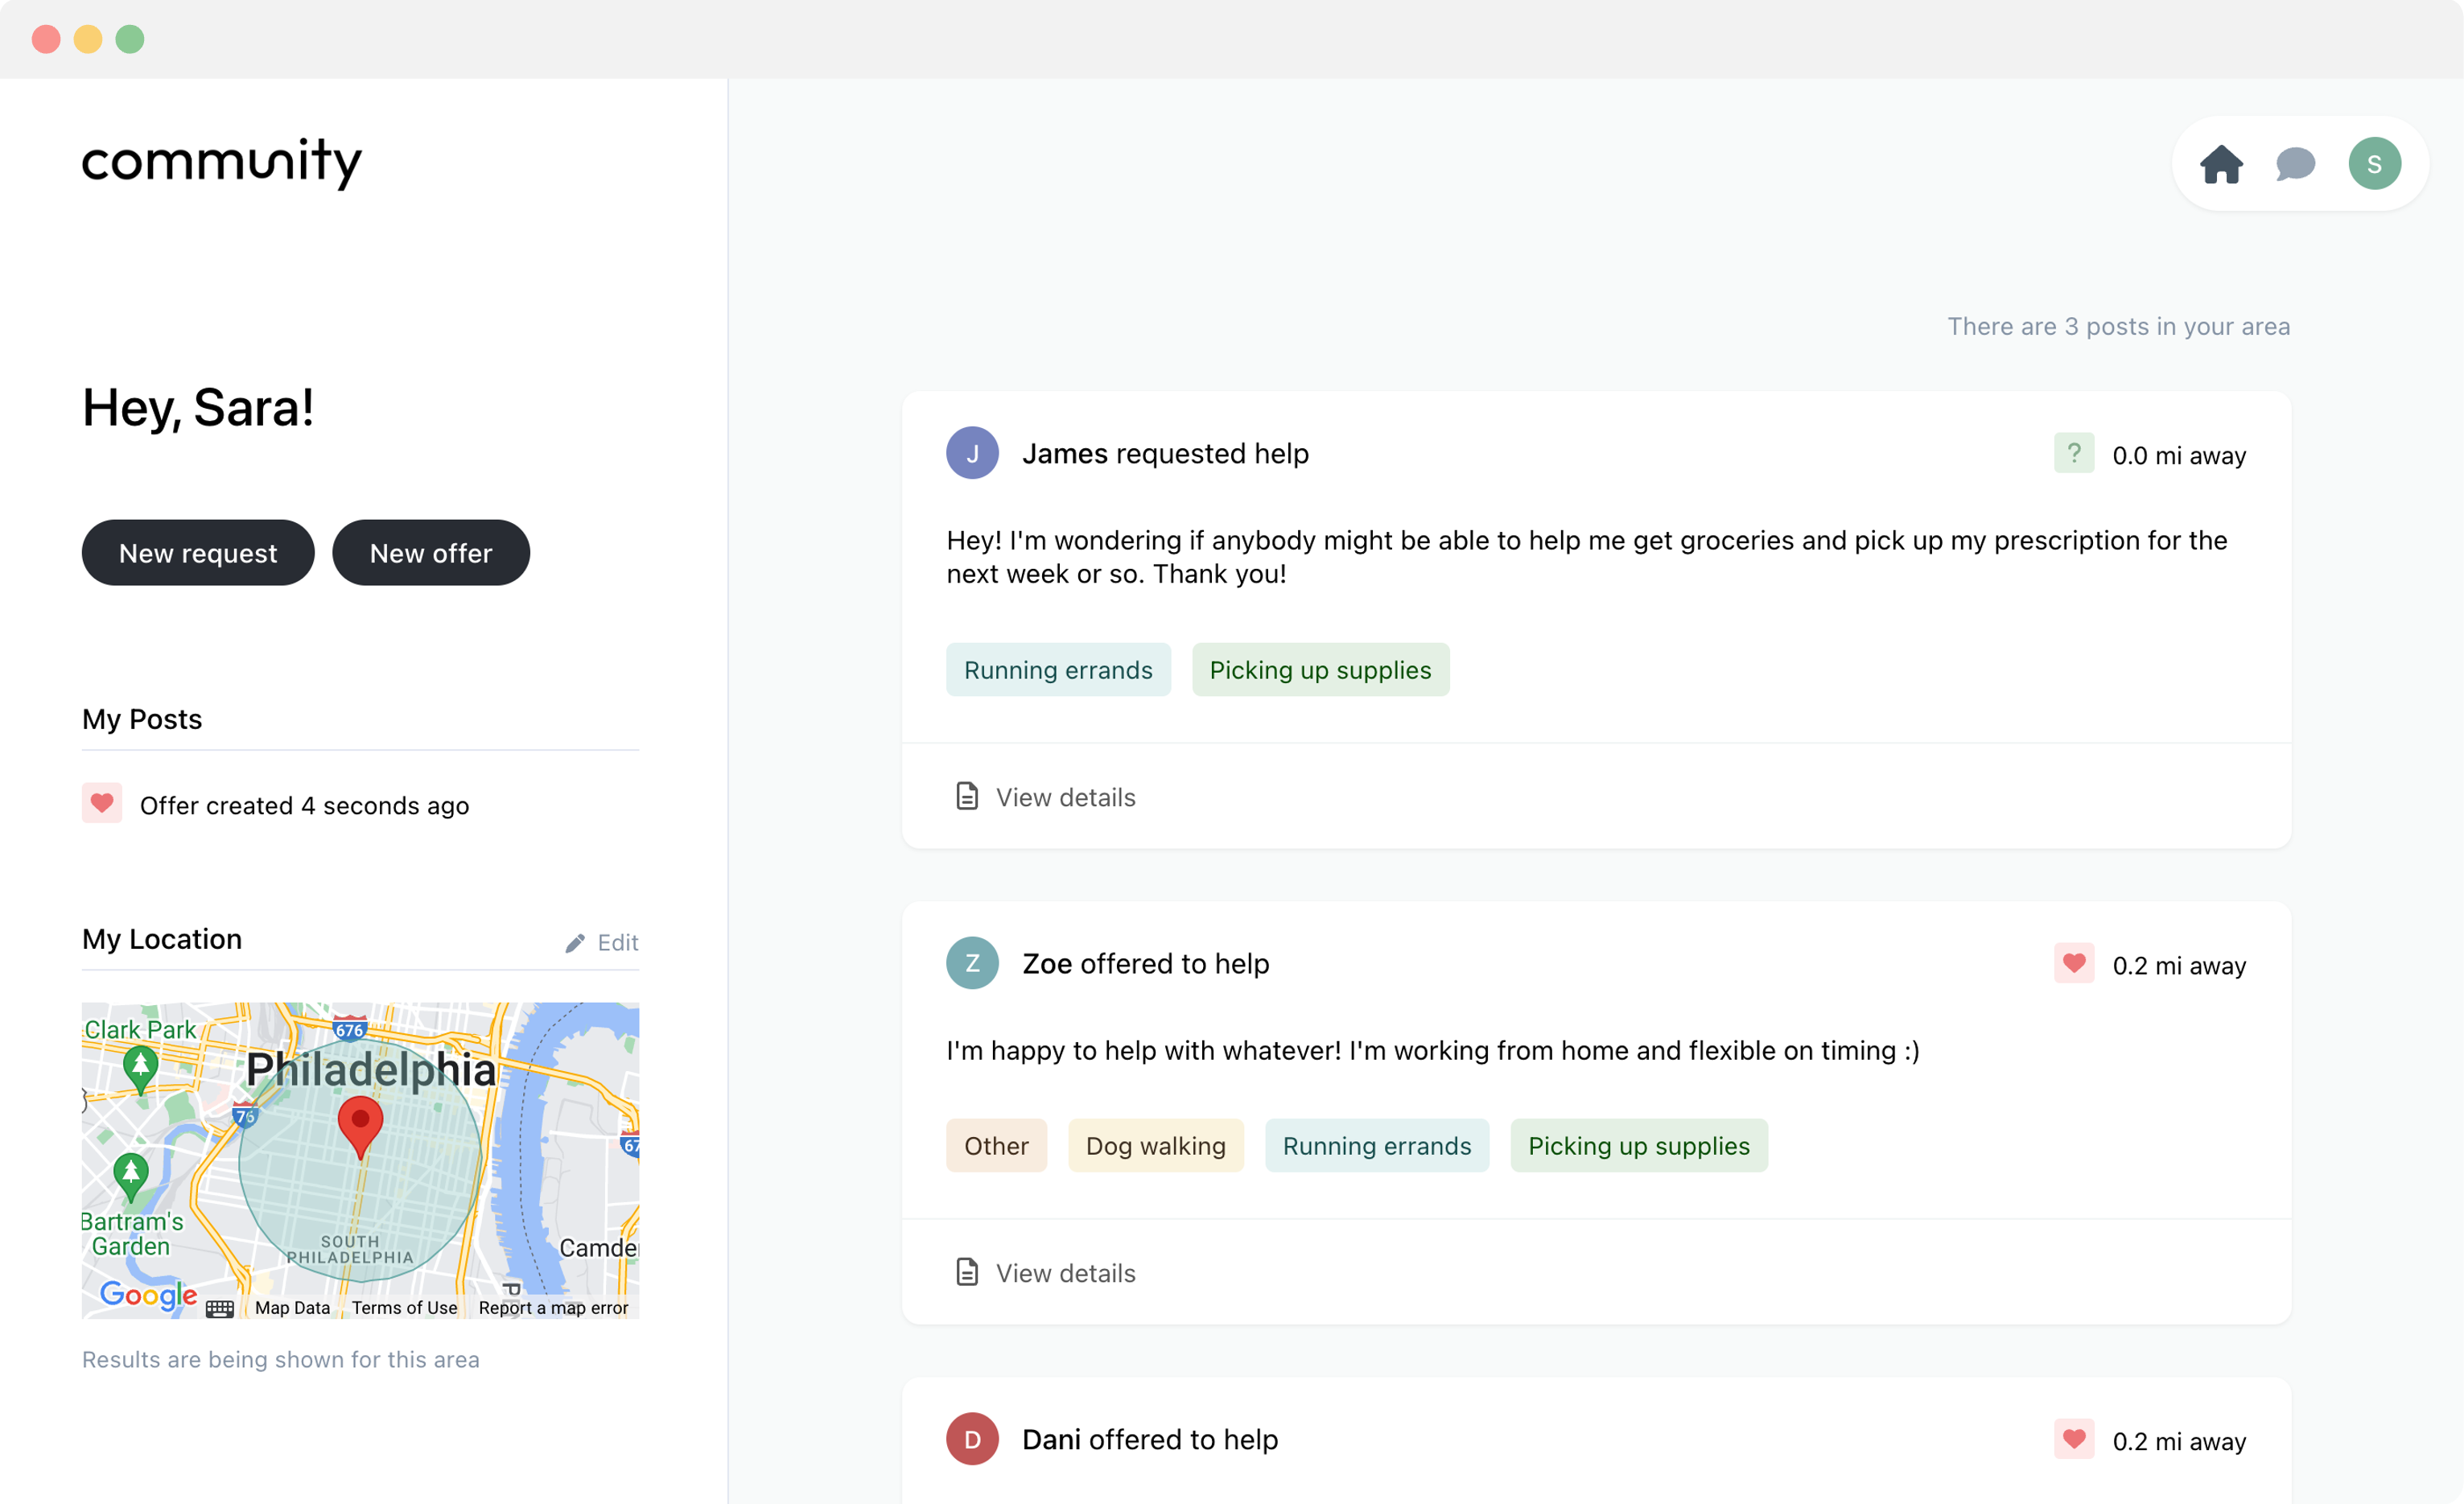 community
S
There are 3 posts in your area
Hey, Sara!
New request
New offer
My Posts
Offer created 4 seconds ago
My Location
Edit
Clark Park
676
Philadelphia
76
Bartram's
Garden
SOUTH
PHILADELPHIA
Camde
67
Google
Map Data
Terms of Use
Report a map error
Results are being shown for this area
J
James requested help
?
0.0 mi away
Hey! I'm wondering if anybody might be able to help me get groceries and pick up my prescription for the
next week or so. Thank you!
Running errands
Picking up supplies
View details
Z
Zoe offered to help
0.2 mi away
I'm happy to help with whatever! I'm working from home and flexible on timing :)
Other
Dog walking
Running errands
Picking up supplies
View details
D
Dani offered to help
0.2 mi away